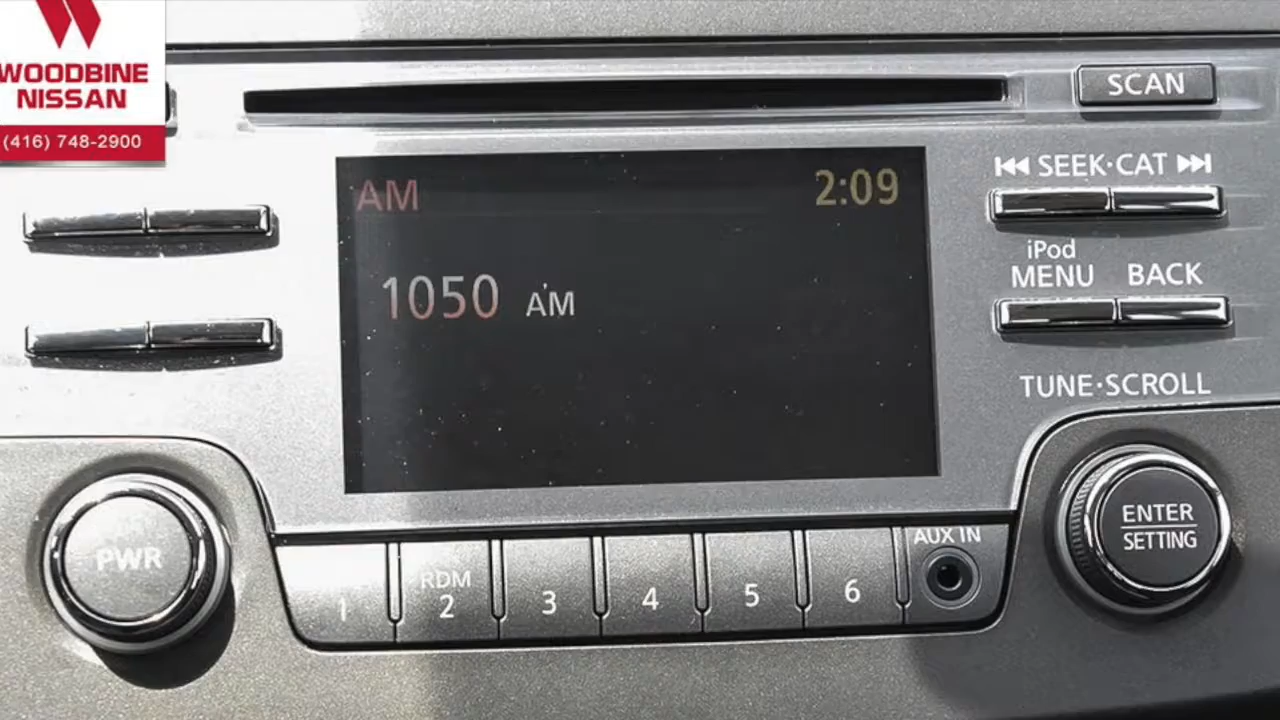 WOODBINE
NISSAN
(416) 748-2900
SCAN
SEEK·CAT
AM
2:09
iPod
MENU
BACK
1050 AM
TUNE·SCROLL
PWR
ENTER
SETTING
AUX IN
RDM
1
2
3
4
5
6